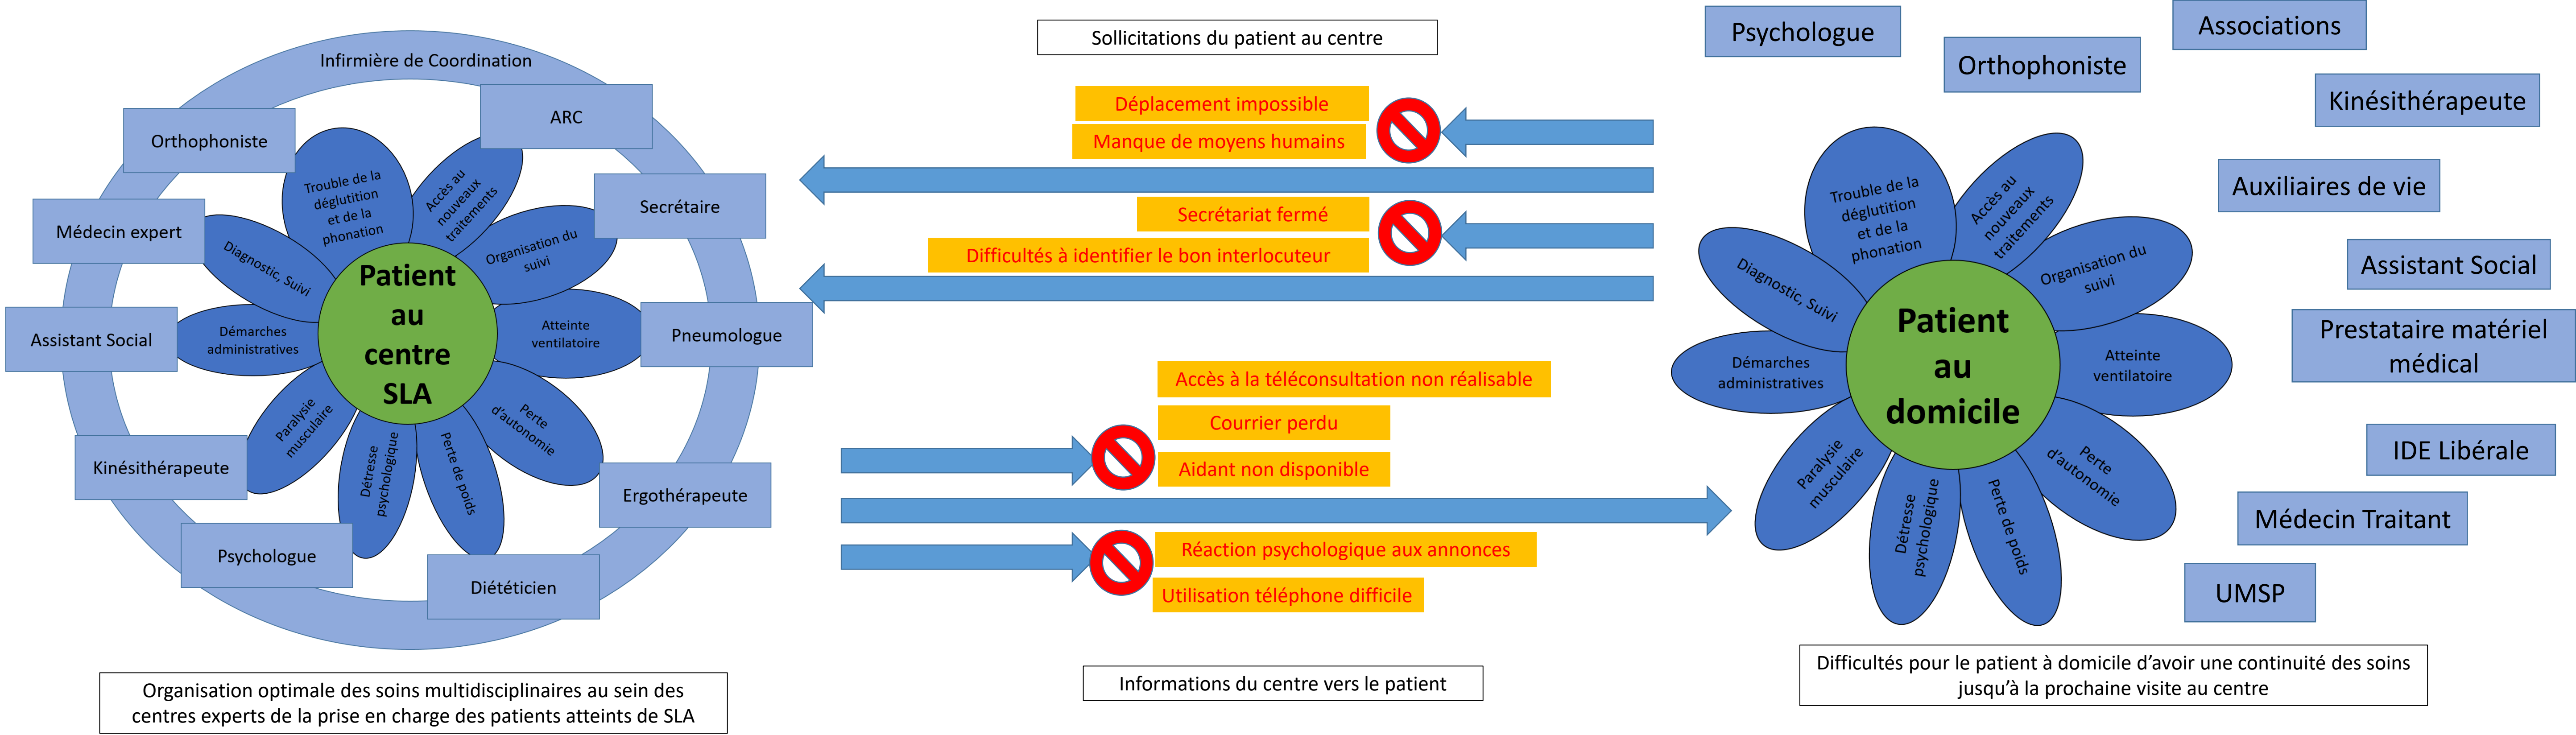 Infirmière de Coordination
Orthophoniste
ARC
Médecin expert
Secrétaire
Assistant Social
Pneumologue
Kinésithérapeute
Ergothérapeute
Psychologue
Diététicien
Trouble de la
déglutition
et de la
phonation
Accès au
nouveaux
traitements
Diagnostic, Suivi
Organisation du
suivi
Démarches
administratives
Atteinte
ventilatoire
Paralysie
musculaire
Perte
d'autonomie
Détresse
psychologique
Perte de poids
Patient
au
centre
SLA
Organisation optimale des soins multidisciplinaires au sein des
centres experts de la prise en charge des patients atteints de SLA
Sollicitations du patient au centre
Déplacement impossible
Manque de moyens humains
Secrétariat fermé
Difficultés à identifier le bon interlocuteur
Accès à la téléconsultation non réalisable
Courrier perdu
Aidant non disponible
Réaction psychologique aux annonces
Utilisation téléphone difficile
Informations du centre vers le patient
Psychologue
Associations
Orthophoniste
Kinésithérapeute
Auxiliaires de vie
Assistant Social
Prestataire matériel
médical
IDE Libérale
Médecin Traitant
UMSP
Trouble de la
déglutition
et de la
phonation
Accès au
nouveaux
traitements
Diagnostic, Suivi
Organisation du
suivi
Démarches
administratives
Atteinte
ventilatoire
Paralysie
musculaire
Perte
d'autonomie
Détresse
psychologique
Perte de poids
Patient
au
domicile
Difficultés pour le patient à domicile d'avoir une continuité des soins
jusqu'à la prochaine visite au centre